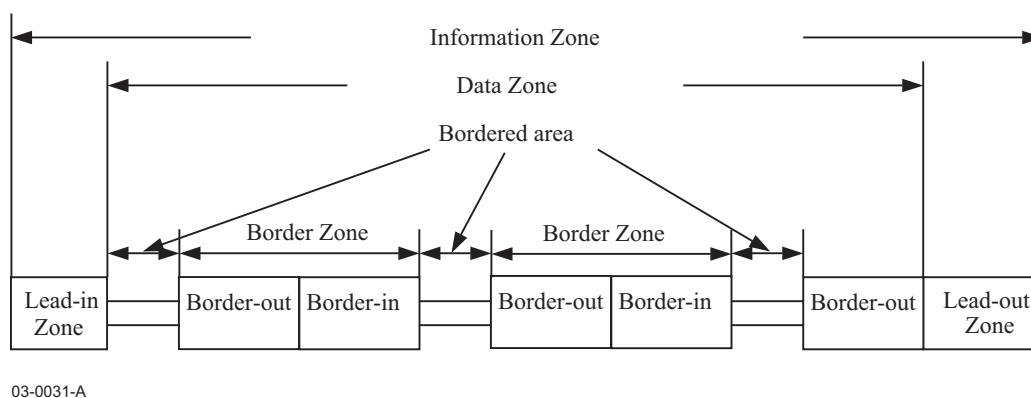 Information Zone
Data Zone
Bordered area
Border Zone
Border Zone
Lead-in
Zone
Border-out
Border-in
Border-out
Border-in
Border-out
Lead-out
Zone
03-0031-A